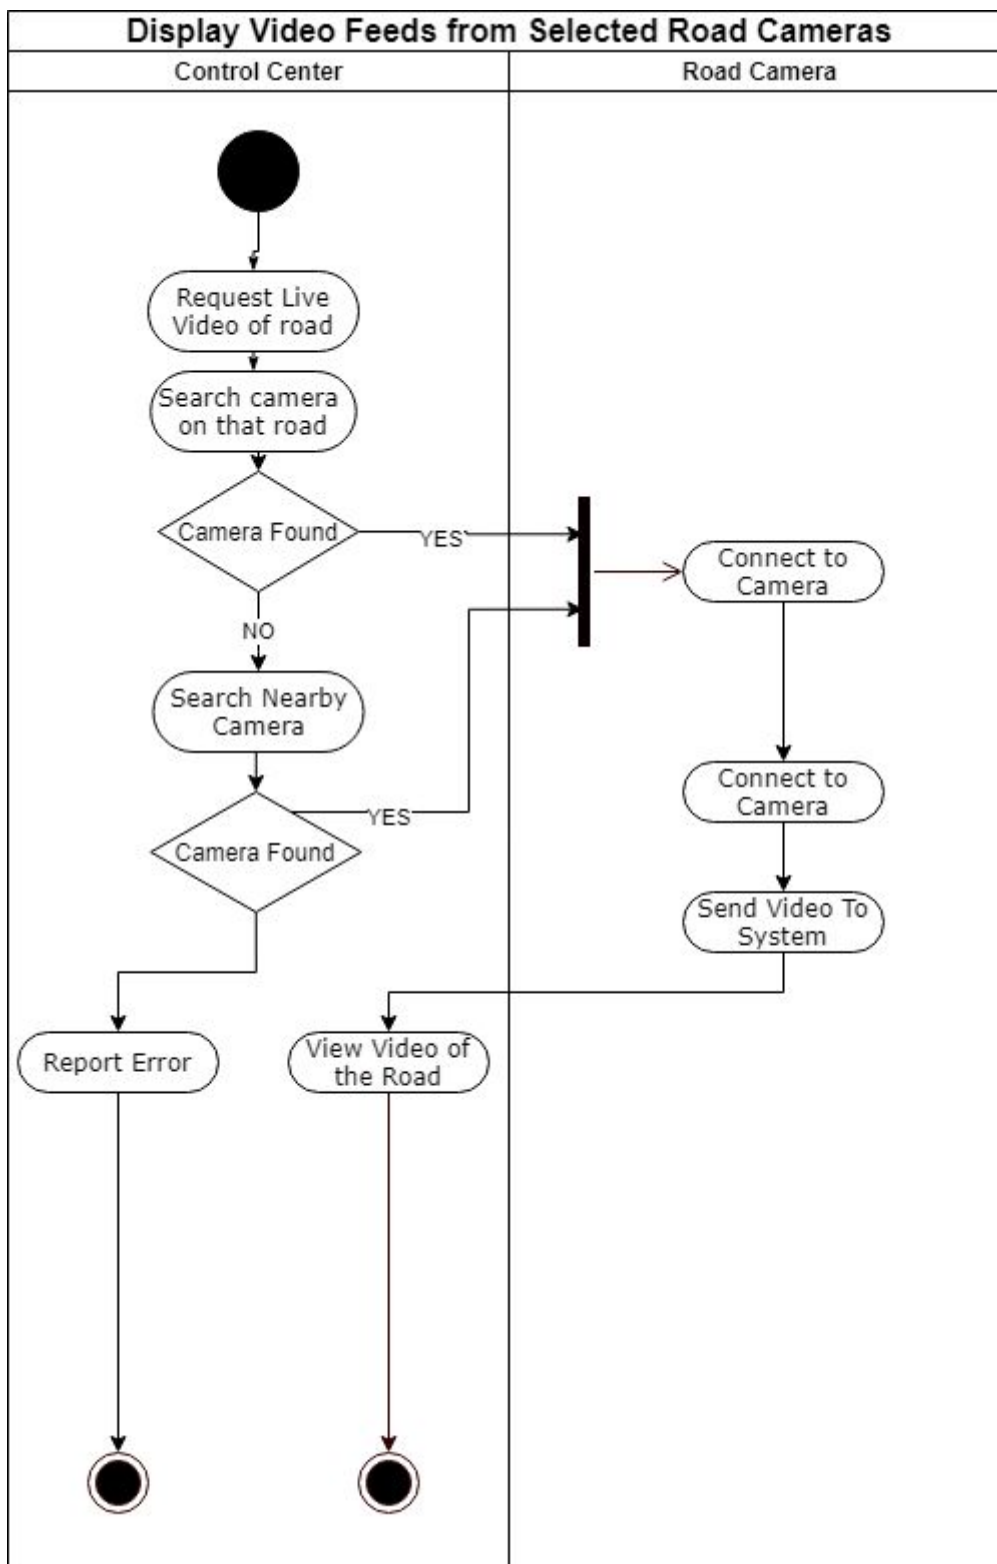 Display Video Feeds from Selected Road Cameras
Control Center
Road Camera
Request Live
Video of road
Search camera
on that road
Camera Found
YES
Connect to
Camera
NO
Search Nearby
Camera
Connect to
Camera
YES
Camera Found
Send Video To
System
Report Error
View Video of
the Road